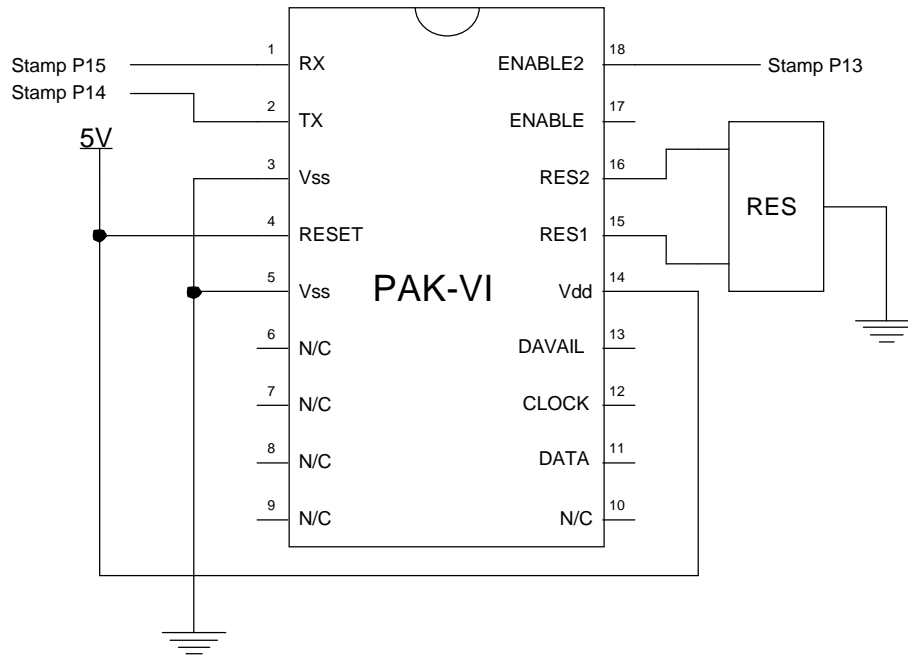 Stamp P15
Stamp P14
5V
1 RX
2 TX
3 Vss
4 RESET
5 Vss
6 N/C
7 N/C
8 N/C
9 N/C
PAK-VI
18 ENABLE2
17 ENABLE
16 RES2
15 RES1
14 Vdd
13 DAVAIL
12 CLOCK
11 DATA
10 N/C
Stamp P13
RES